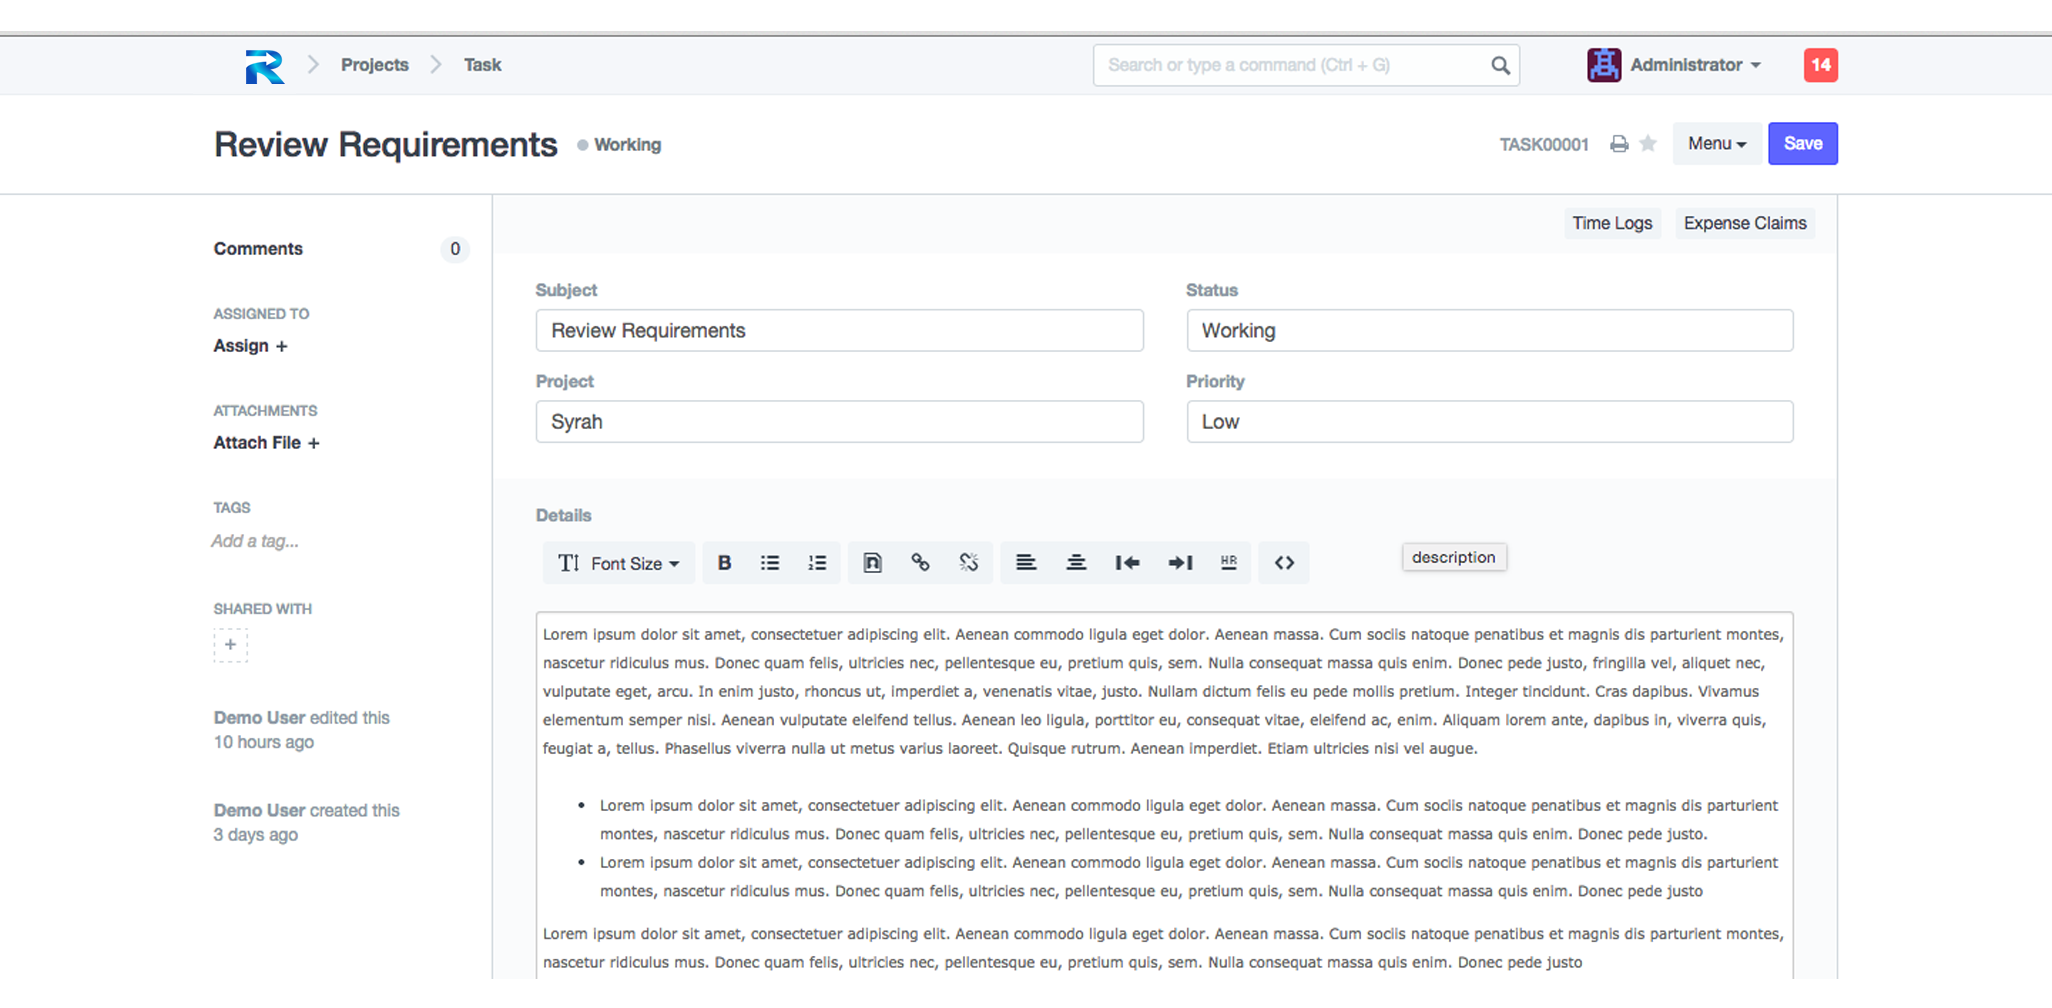 Projects
Task
Search or type a command (Ctrl + G)
Administrator
14
Review Requirements
Working
TASK00001
Menu
Save
Comments
0
ASSIGNED TO
Assign +
ATTACHMENTS
Attach File +
TAGS
Add a tag...
SHARED WITH
+
Demo User edited this
10 hours ago
Demo User created this
3 days ago
Time Logs
Expense Claims
Subject
Review Requirements
Status
Working
Project
Syrah
Priority
Low
Details
Font Size
B
HR
description
Lorem ipsum dolor sit amet, consectetuer adipiscing elit. Aenean commodo ligula eget dolor. Aenean massa. Cum sociis natoque penatibus et magnis dis parturient montes,
nascetur ridiculus mus. Donec quam felis, ultricies nec, pellentesque eu, pretium quis, sem. Nulla consequat massa quis enim. Donec pede justo, fringilla vel, aliquet nec,
vulputate eget, arcu. In enim justo, rhoncus ut, imperdiet a, venenatis vitae, justo. Nullam dictum felis eu pede mollis pretium. Integer tincidunt. Cras dapibus. Vivamus
elementum semper nisi. Aenean vulputate eleifend tellus. Aenean leo ligula, porttitor eu, consequat vitae, eleifend ac, enim. Aliquam lorem ante, dapibus in, viverra quis,
feugiat a, tellus. Phasellus viverra nulla ut metus varius laoreet. Quisque rutrum. Aenean imperdiet. Etiam ultricies nisi vel augue.
• Lorem ipsum dolor sit amet, consectetuer adipiscing elit. Aenean commodo ligula eget dolor. Aenean massa. Cum sociis natoque penatibus et magnis dis parturient
montes, nascetur ridiculus mus. Donec quam felis, ultricies nec, pellentesque eu, pretium quis, sem. Nulla consequat massa quis enim. Donec pede justo.
• Lorem ipsum dolor sit amet, consectetuer adipiscing elit. Aenean commodo ligula eget dolor. Aenean massa. Cum sociis natoque penatibus et magnis dis parturient
montes, nascetur ridiculus mus. Donec quam felis, ultricies nec, pellentesque eu, pretium quis, sem. Nulla consequat massa quis enim. Donec pede justo
Lorem ipsum dolor sit amet, consectetuer adipiscing elit. Aenean commodo ligula eget dolor. Aenean massa. Cum sociis natoque penatibus et magnis dis parturient montes,
nascetur ridiculus mus. Donec quam felis, ultricies nec, pellentesque eu, pretium quis, sem. Nulla consequat massa quis enim. Donec pede justo